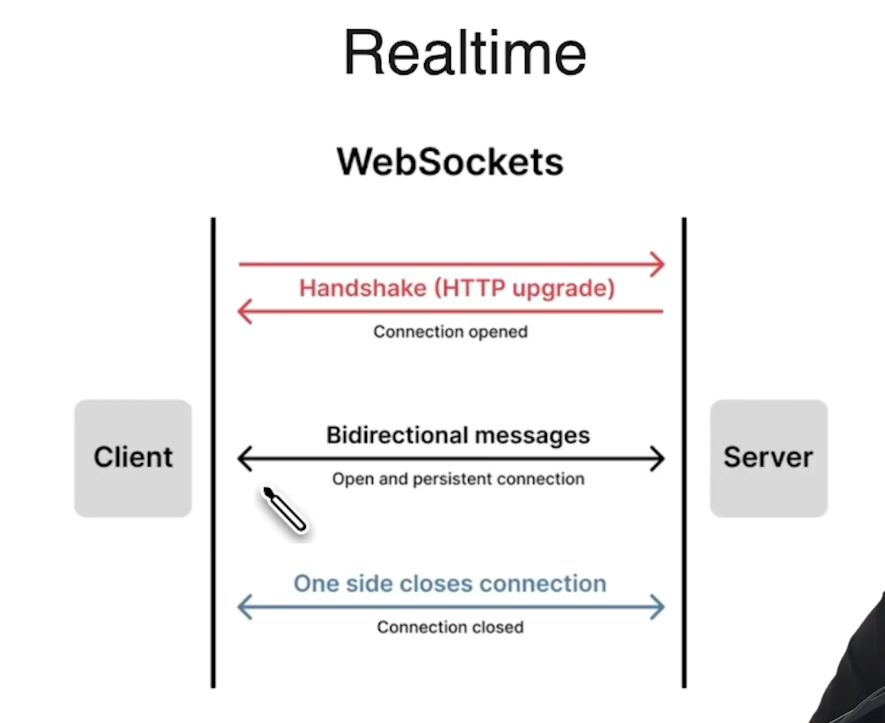 Realtime
WebSockets
Handshake (HTTP upgrade)
Connection opened
Bidirectional messages
Client
Server
Open and persistent connection
One side closes connection
Connection closed